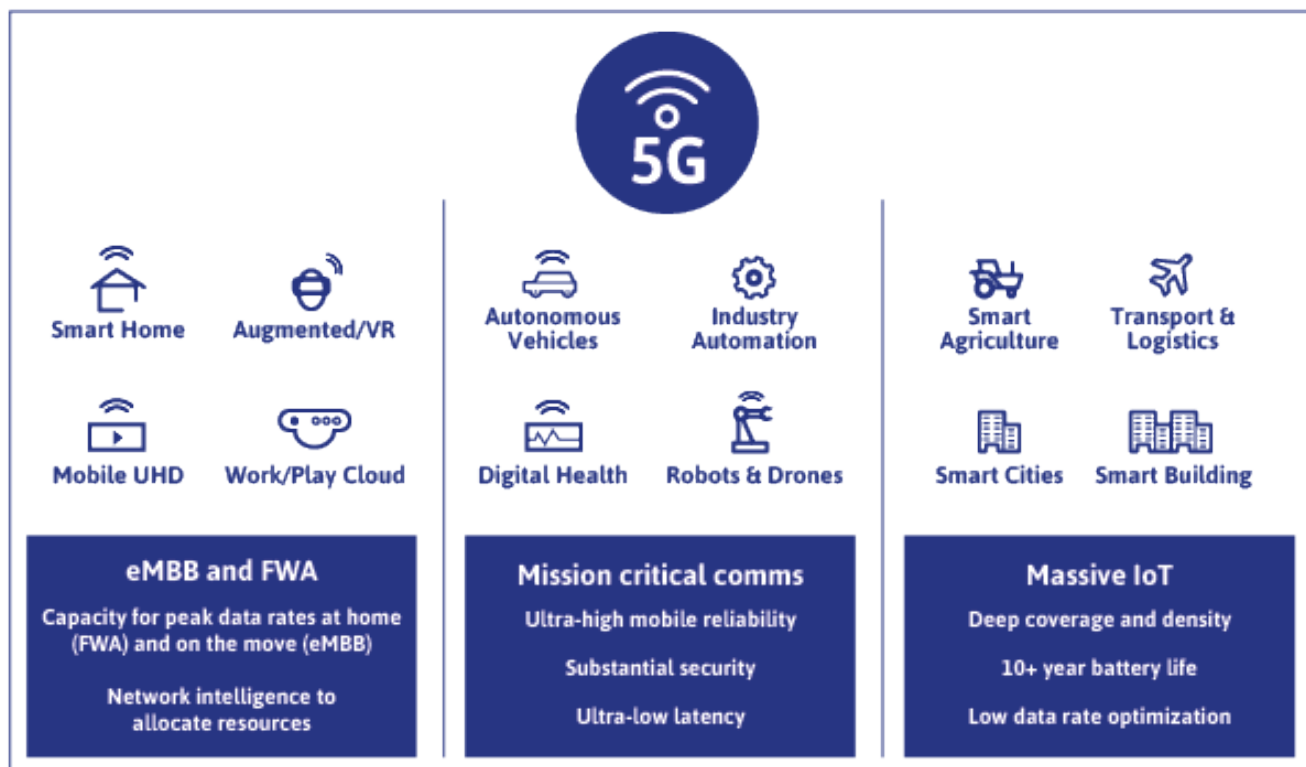 5G
Smart Home
Augmented/VR
Mobile UHD
Work/Play Cloud
eMBB and FWA
Capacity for peak data rates at home
(FWA) and on the move (eMBB)
Network intelligence to
allocate resources
Autonomous
Vehicles
Industry
Automation
Digital Health
Robots & Drones
Mission critical comms
Ultra-high mobile reliability
Substantial security
Ultra-low latency
Smart
Agriculture
Transport &
Logistics
Smart Cities
Smart Building
Massive IoT
Deep coverage and density
10+ year battery life
Low data rate optimization